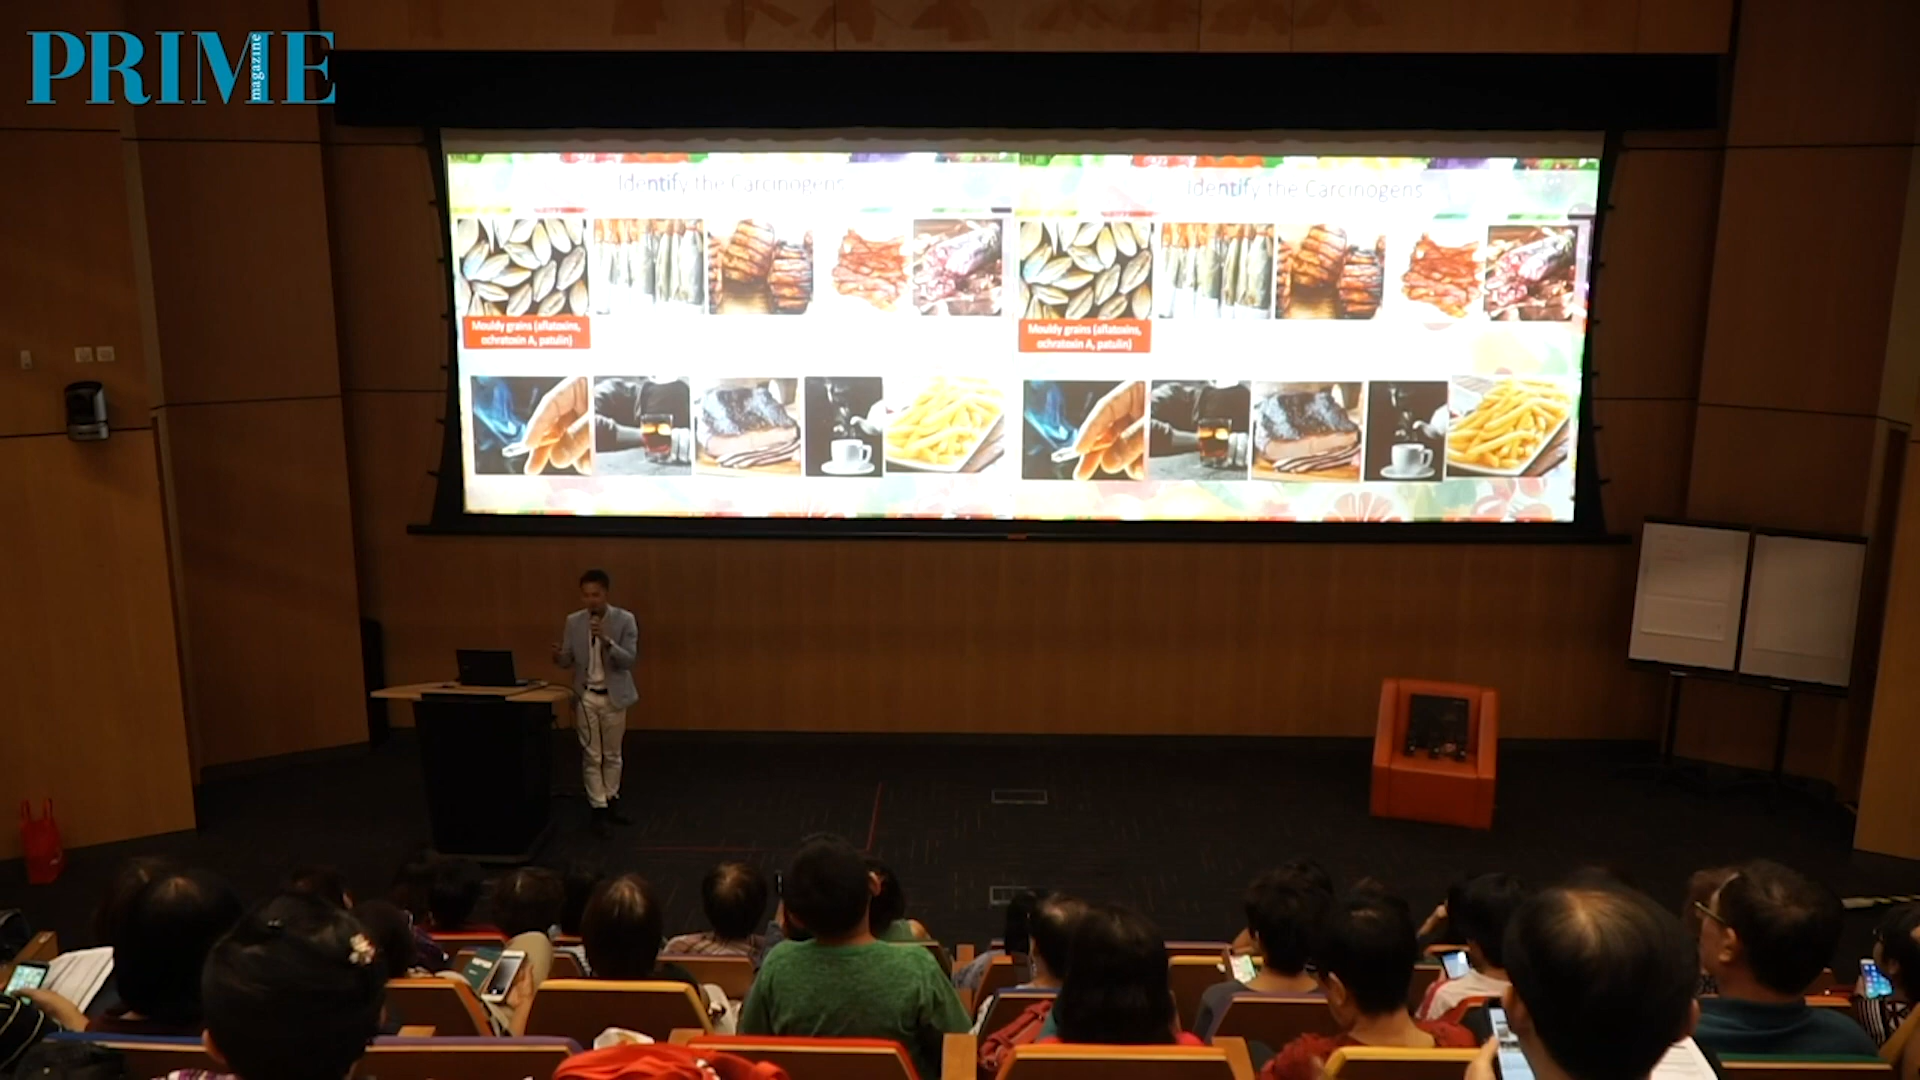 PRIME
magazine
Identify the Carcinogens
Identify the Carcinogens
Mouldy grains (aflatoxins,
ochratoxin A, patulin)
Mouldy grains (aflatoxins,
ochratoxin A, patulin)